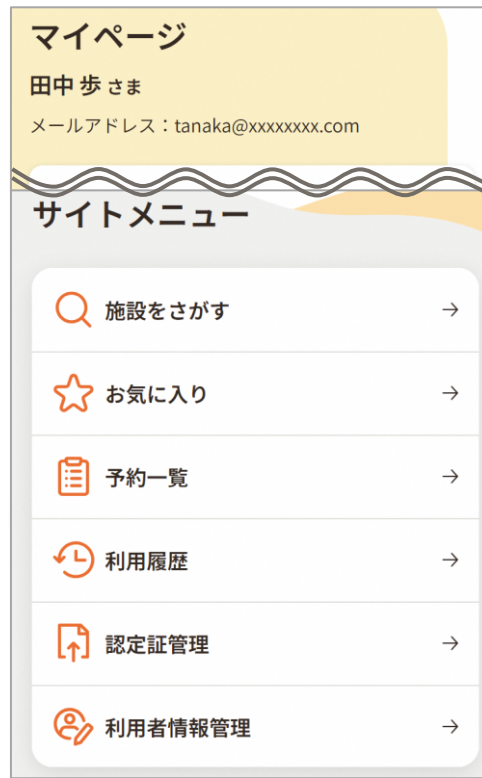 マイページ
田中 歩 さま
メールアドレス：tanaka@xxxxxxxx.com
サイトメニュー
施設をさがす
お気に入り
予約一覧
利用履歴
認定証管理
利用者情報管理